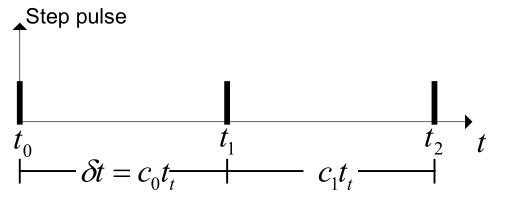 Step pulse
t₀ t₁ t₂ t
δt = c₀tₜ c₁tₜ